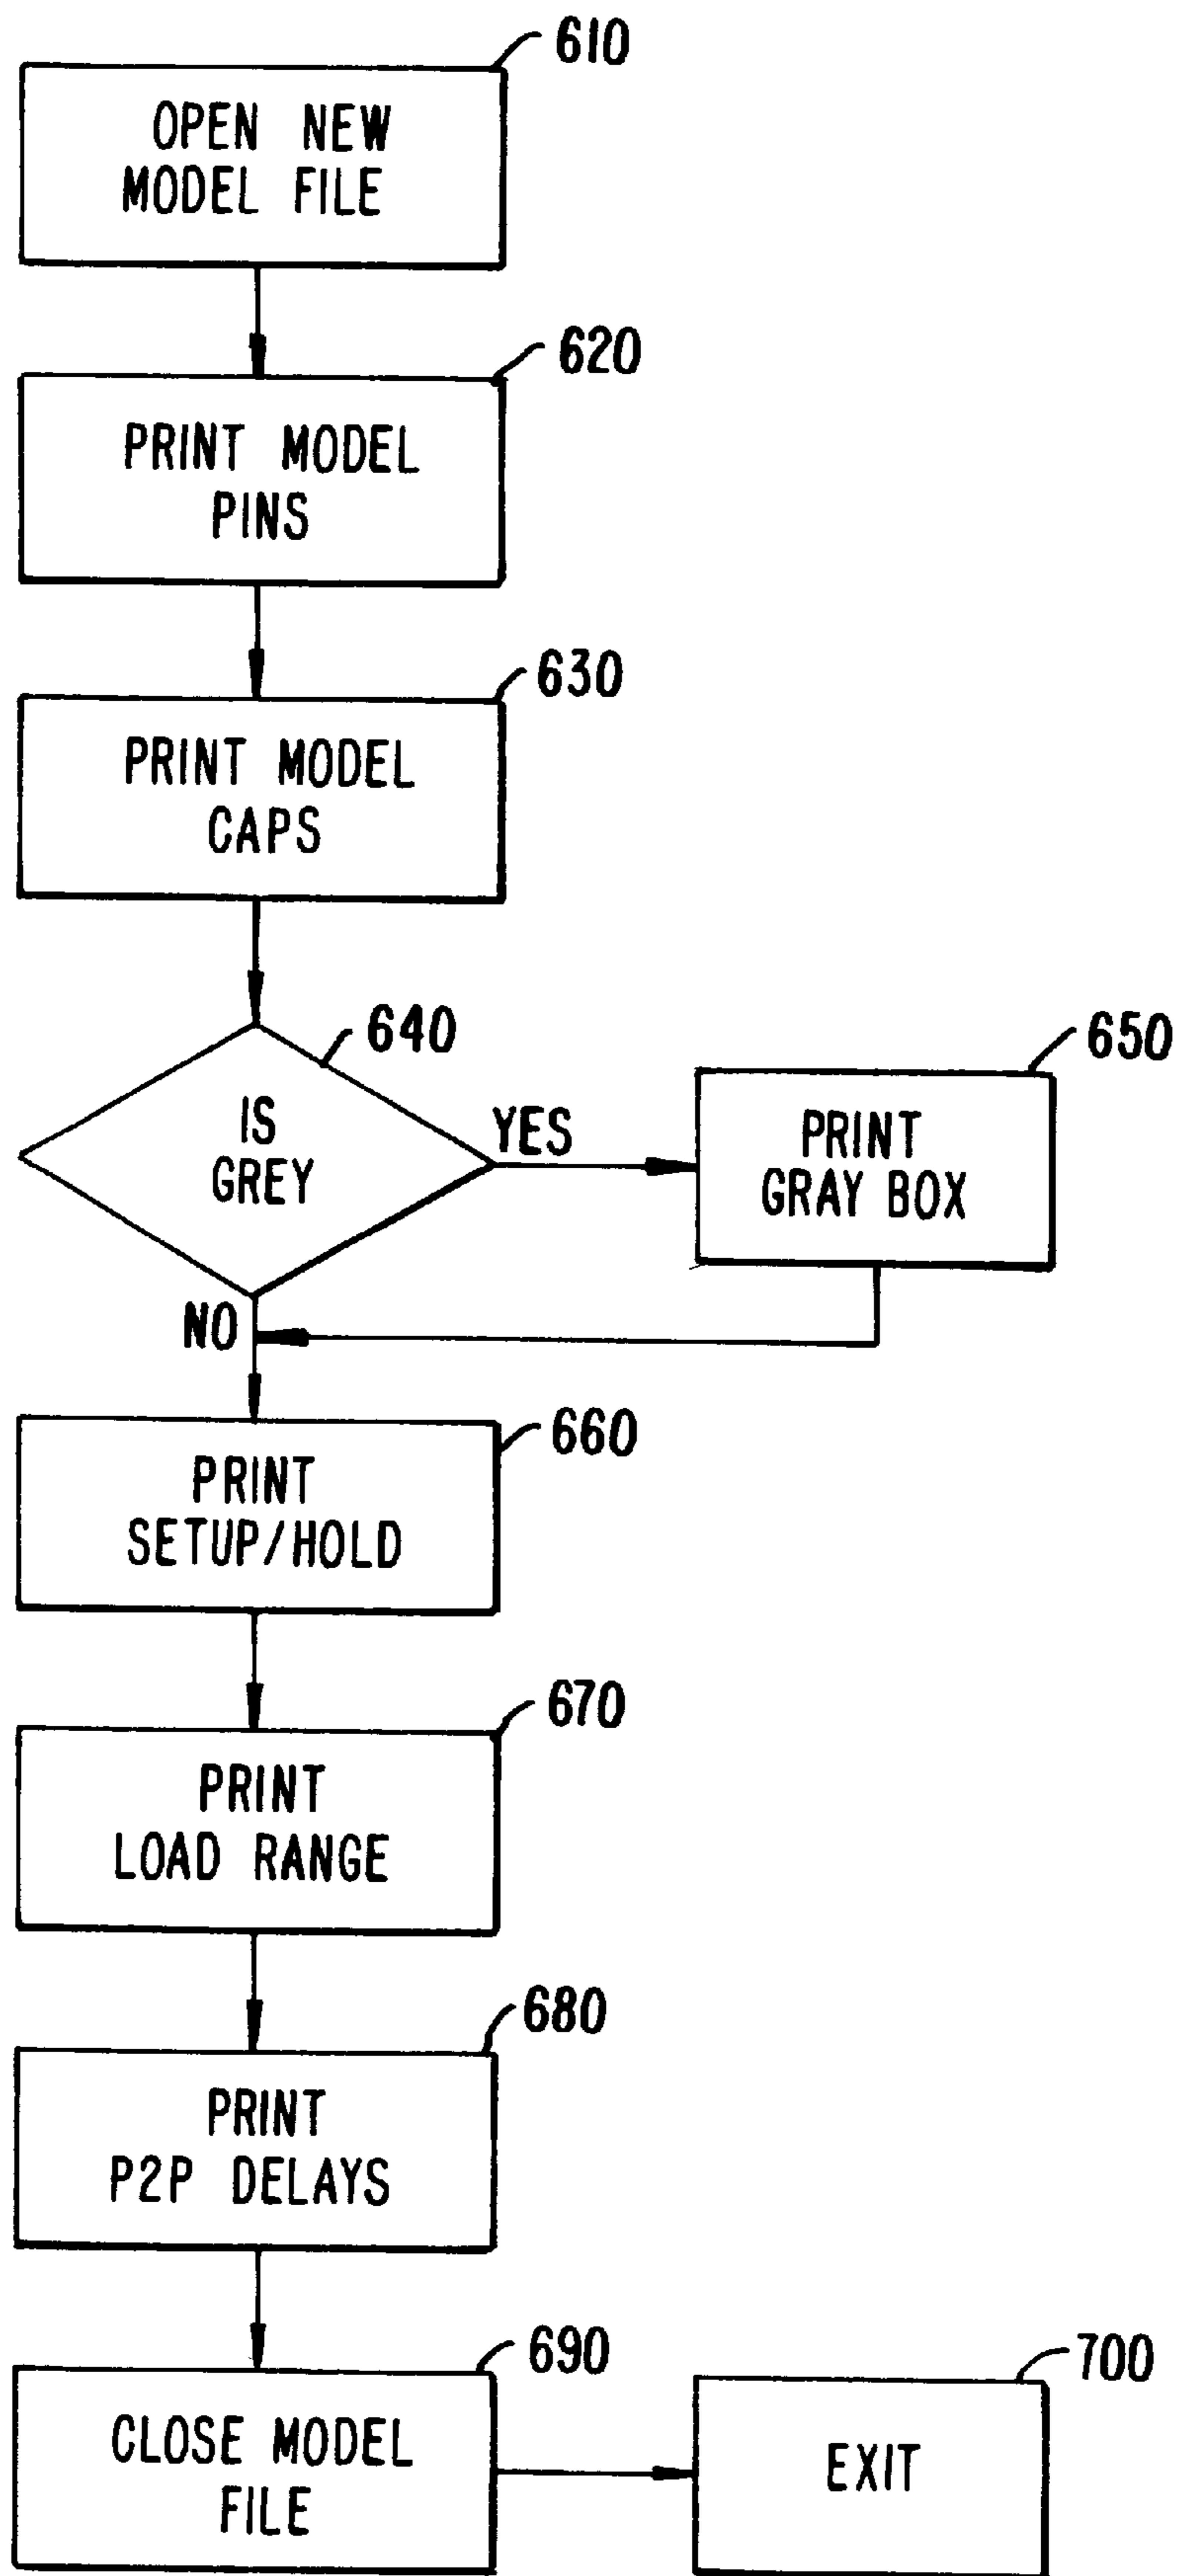 610
OPEN NEW
MODEL FILE
620
PRINT MODEL
PINS
630
PRINT MODEL
CAPS
640
IS
GREY
YES
650
PRINT
GRAY BOX
NO
660
PRINT
SETUP/HOLD
670
PRINT
LOAD RANGE
680
PRINT
P2P DELAYS
690
CLOSE MODEL
FILE
700
EXIT